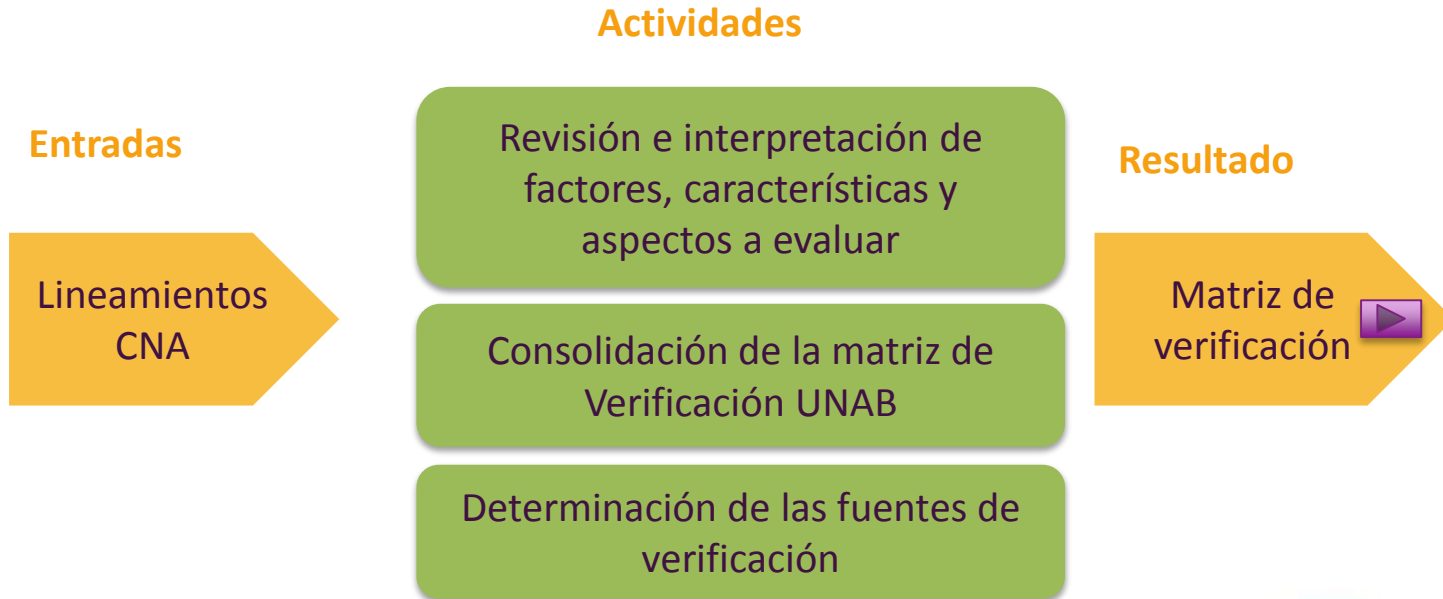 Actividades
Entradas
Lineamientos
CNA
Revisión e interpretación de
factores, características y
aspectos a evaluar
Consolidación de la matriz de
Verificación UNAB
Determinación de las fuentes de
verificación
Resultado
Matriz de
verificación